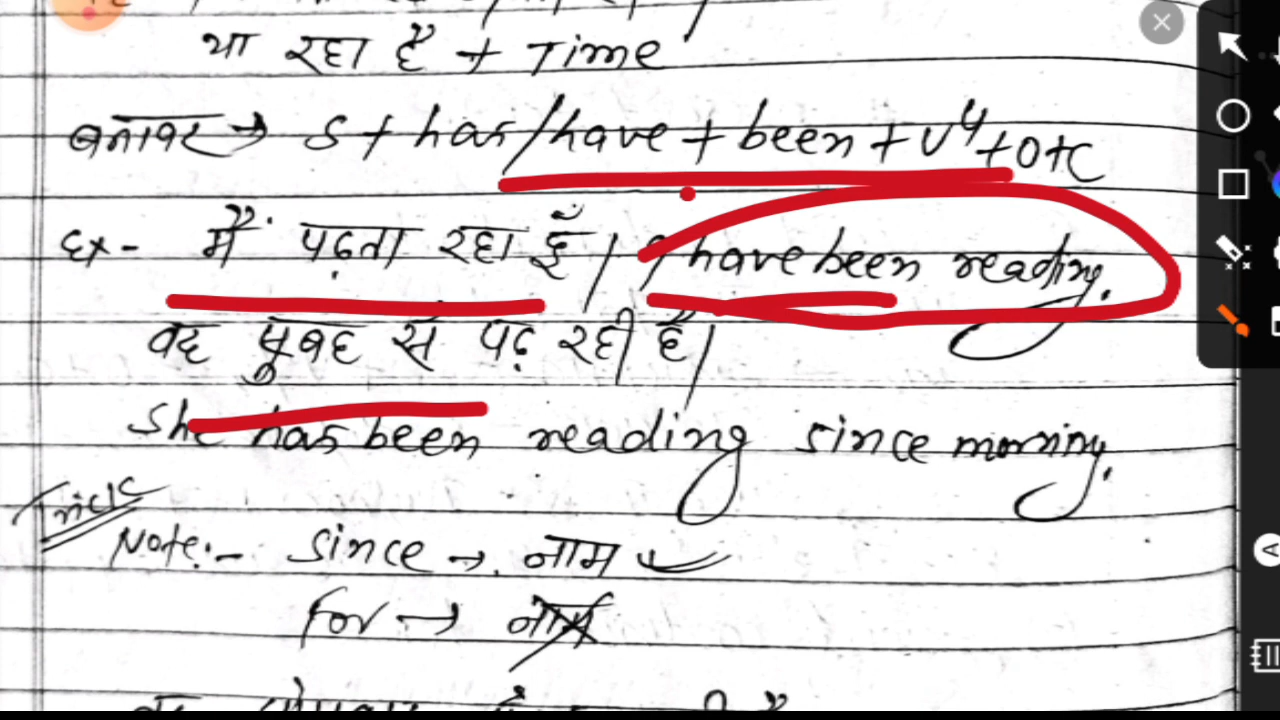 या रहा है + Time
बनावट → S + has/have + been + V⁴ + O + C
Ex - में पढ़ता रहा हूँ। I have been reading.
वह सुबह से पढ़ रही है।
She has been reading since morning.
Trick
Note:- Since → नाम
For → नाम